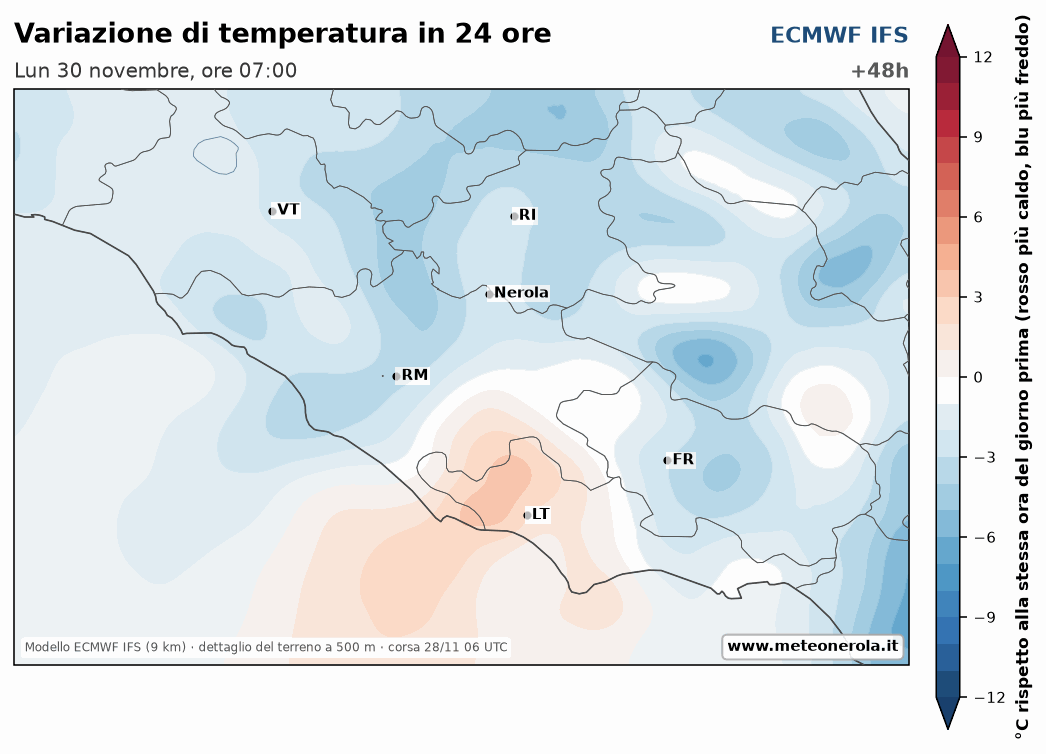 Variazione di temperatura in 24 ore
ECMWF IFS
Lun 30 novembre, ore 07:00
+48h
VT
RI
Nerola
RM
FR
LT
Modello ECMWF IFS (9 km) · dettaglio del terreno a 500 m · corsa 28/11 06 UTC
www.meteonerola.it
12
9
6
3
0
−3
−6
−9
−12
°C rispetto alla stessa ora del giorno prima (rosso più caldo, blu più freddo)